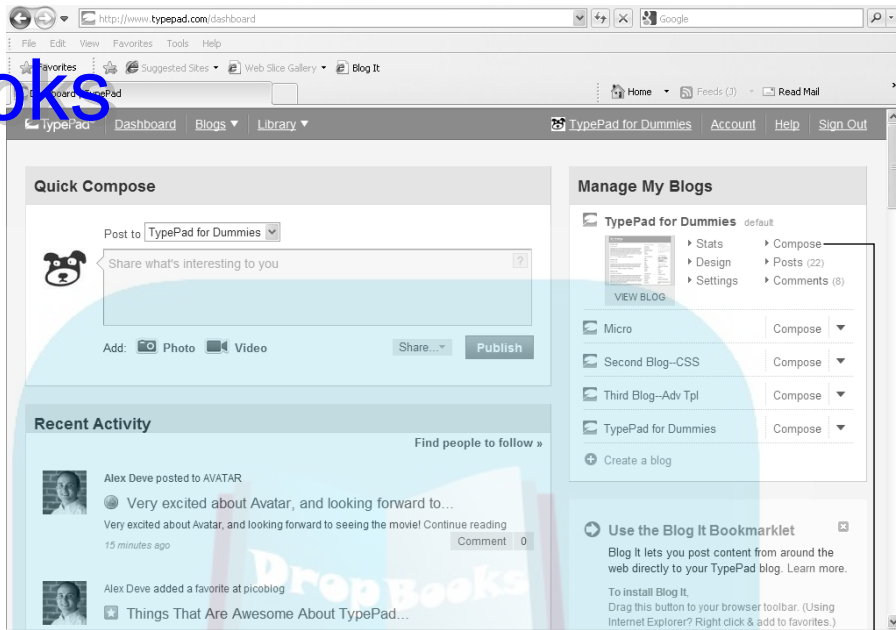 http://www.typepad.com/dashboard
Google
File Edit View Favorites Tools Help
Favorites Suggested Sites Web Slice Gallery Blog It
oks
Dashboard TypePad
Home Feeds (J) Read Mail
TypePad Dashboard Blogs Library TypePad for Dummies Account Help Sign Out
Quick Compose
Post to TypePad for Dummies
Share what's interesting to you ?
Add: Photo Video Share... Publish
Recent Activity
Find people to follow »
Alex Deve posted to AVATAR
Very excited about Avatar, and looking forward to...
Very excited about Avatar, and looking forward to seeing the movie! Continue reading
15 minutes ago
Comment 0
Alex Deve added a favorite at picoblog
Things That Are Awesome About TypePad...
DropBooks
Manage My Blogs
TypePad for Dummies default
Stats Compose
Design Posts (22)
Settings Comments (8)
VIEW BLOG
Micro Compose
Second Blog--CSS Compose
Third Blog--Adv Tpl Compose
TypePad for Dummies Compose
Create a blog
Use the Blog It Bookmarklet
Blog It lets you post content from around the
web directly to your TypePad blog. Learn more.
To install Blog It,
Drag this button to your browser toolbar. (Using
Internet Explorer? Right click & add to favorites.)